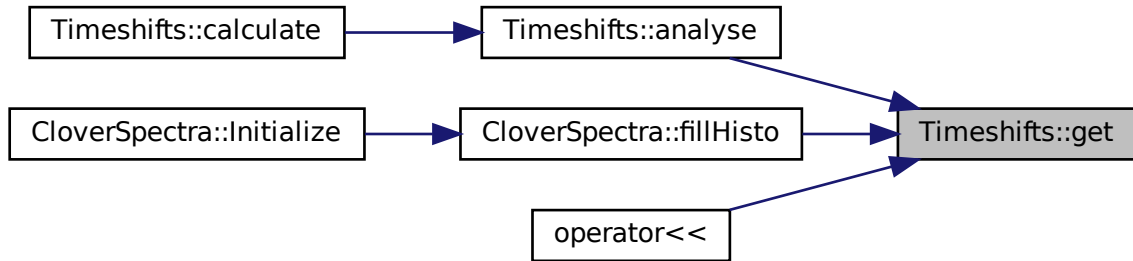 Timeshifts::calculate
Timeshifts::analyse
CloverSpectra::Initialize
CloverSpectra::fillHisto
Timeshifts::get
operator<<